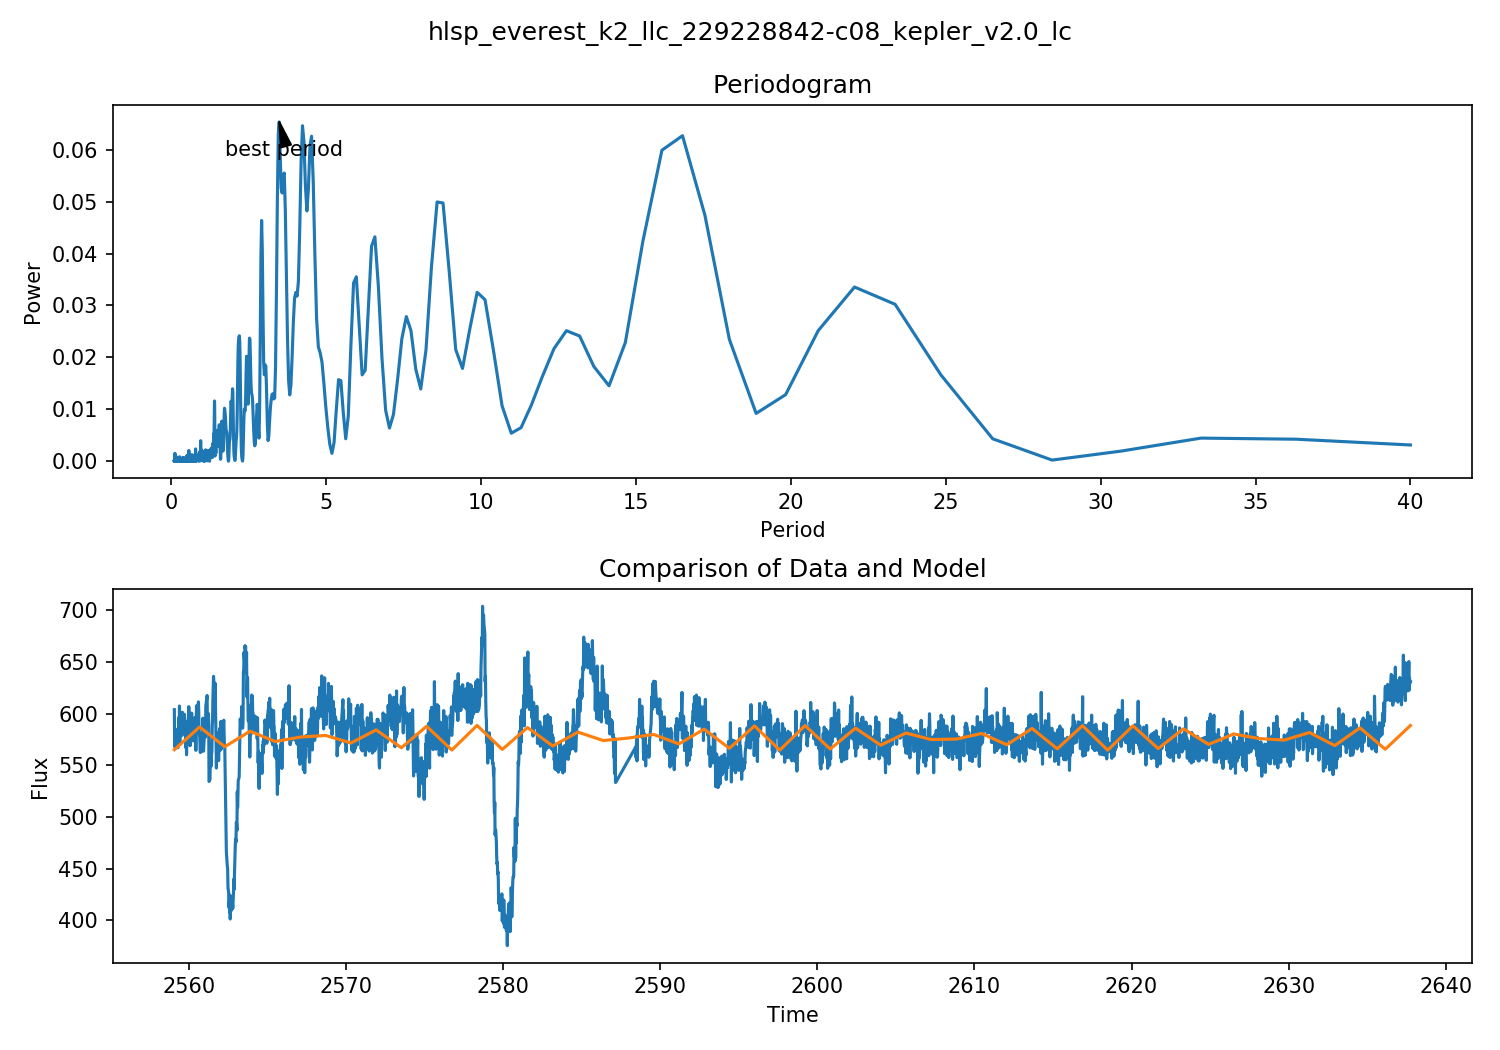 hlsp_everest_k2_llc_229228842-c08_kepler_v2.0_lc
Periodogram
best period
Power
0.06
0.05
0.04
0.03
0.02
0.01
0.00
0 5 10 15 20 25 30 35 40
Period
Comparison of Data and Model
Flux
700
650
600
550
500
450
400
2560 2570 2580 2590 2600 2610 2620 2630 2640
Time